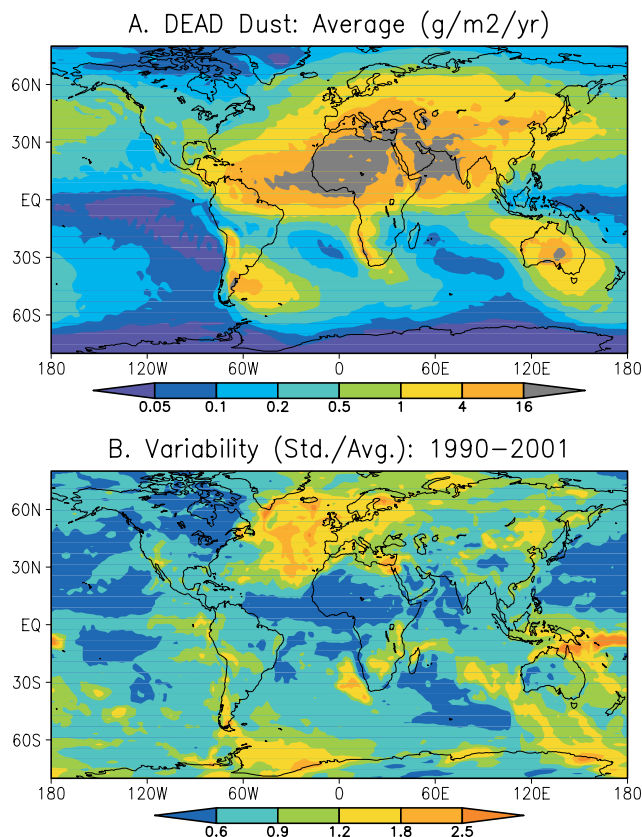 A. DEAD Dust: Average (g/m2/yr)
60N
30N
EQ
30S
60S
180 120W 60W 0 60E 120E 180
0.05 0.1 0.2 0.5 1 4 16
B. Variability (Std./Avg.): 1990-2001
60N
30N
EQ
30S
60S
180 120W 60W 0 60E 120E 180
0.6 0.9 1.2 1.8 2.5